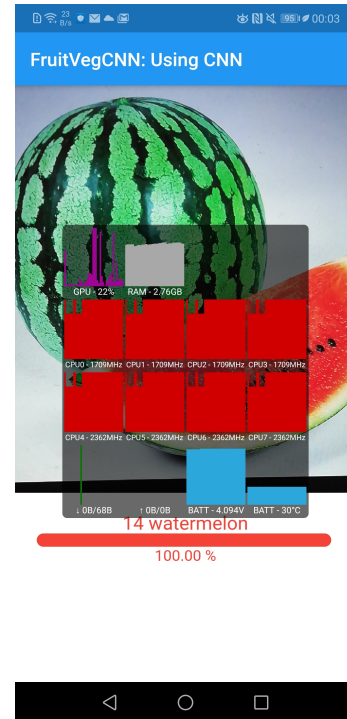 23
B/s
95
00:03
FruitVegCNN: Using CNN
GPU - 22%
RAM - 2.76GB
CPU0 - 1709MHz
CPU1 - 1709MHz
CPU2 - 1709MHz
CPU3 - 1709MHz
CPU4 - 2362MHz
CPU5 - 2362MHz
CPU6 - 2362MHz
CPU7 - 2362MHz
↓ 0B/68B
↑ 0B/0B
BATT - 4.094V
BATT - 30°C
14 watermelon
100.00 %